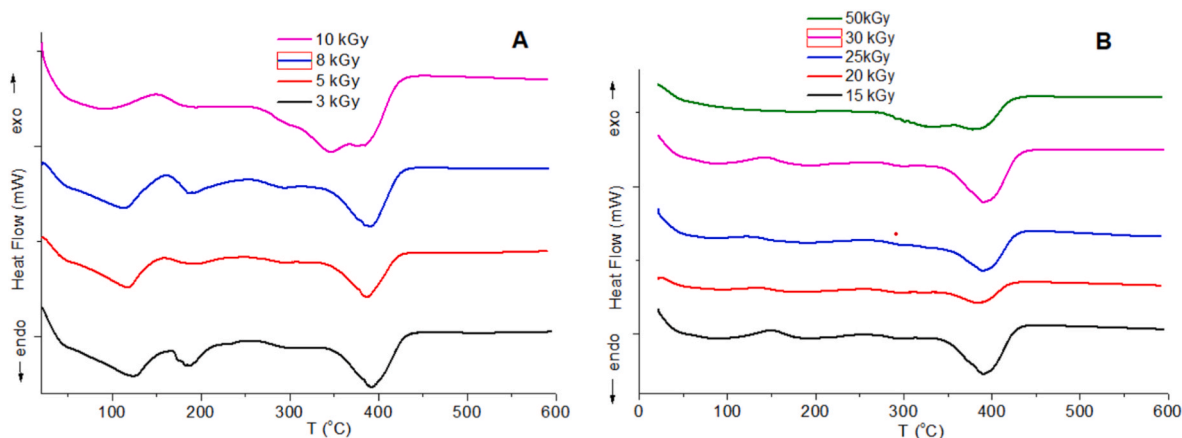 A
10 kGy
8 kGy
5 kGy
3 kGy
← endo Heat Flow (mW) exo →
100 200 300 400 500 600
T (°C)
B
50kGy
30 kGy
25kGy
20 kGy
15 kGy
← endo Heat Flow (mW) exo →
0 100 200 300 400 500 600
T (°C)